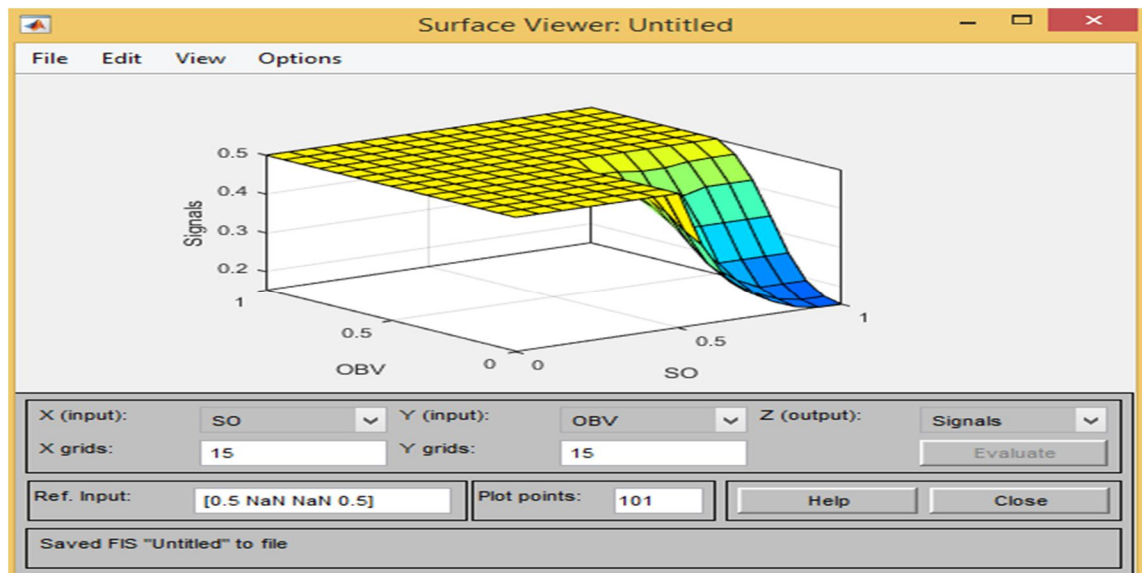 Surface Viewer: Untitled
File Edit View Options
0.5
0.4
0.3
0.2
Signals
1
0.5
0
OBV
0
0.5
1
SO
X (input): SO Y (input): OBV Z (output): Signals
X grids: 15 Y grids: 15 Evaluate
Ref. Input: [0.5 NaN NaN 0.5] Plot points: 101 Help Close
Saved FIS "Untitled" to file